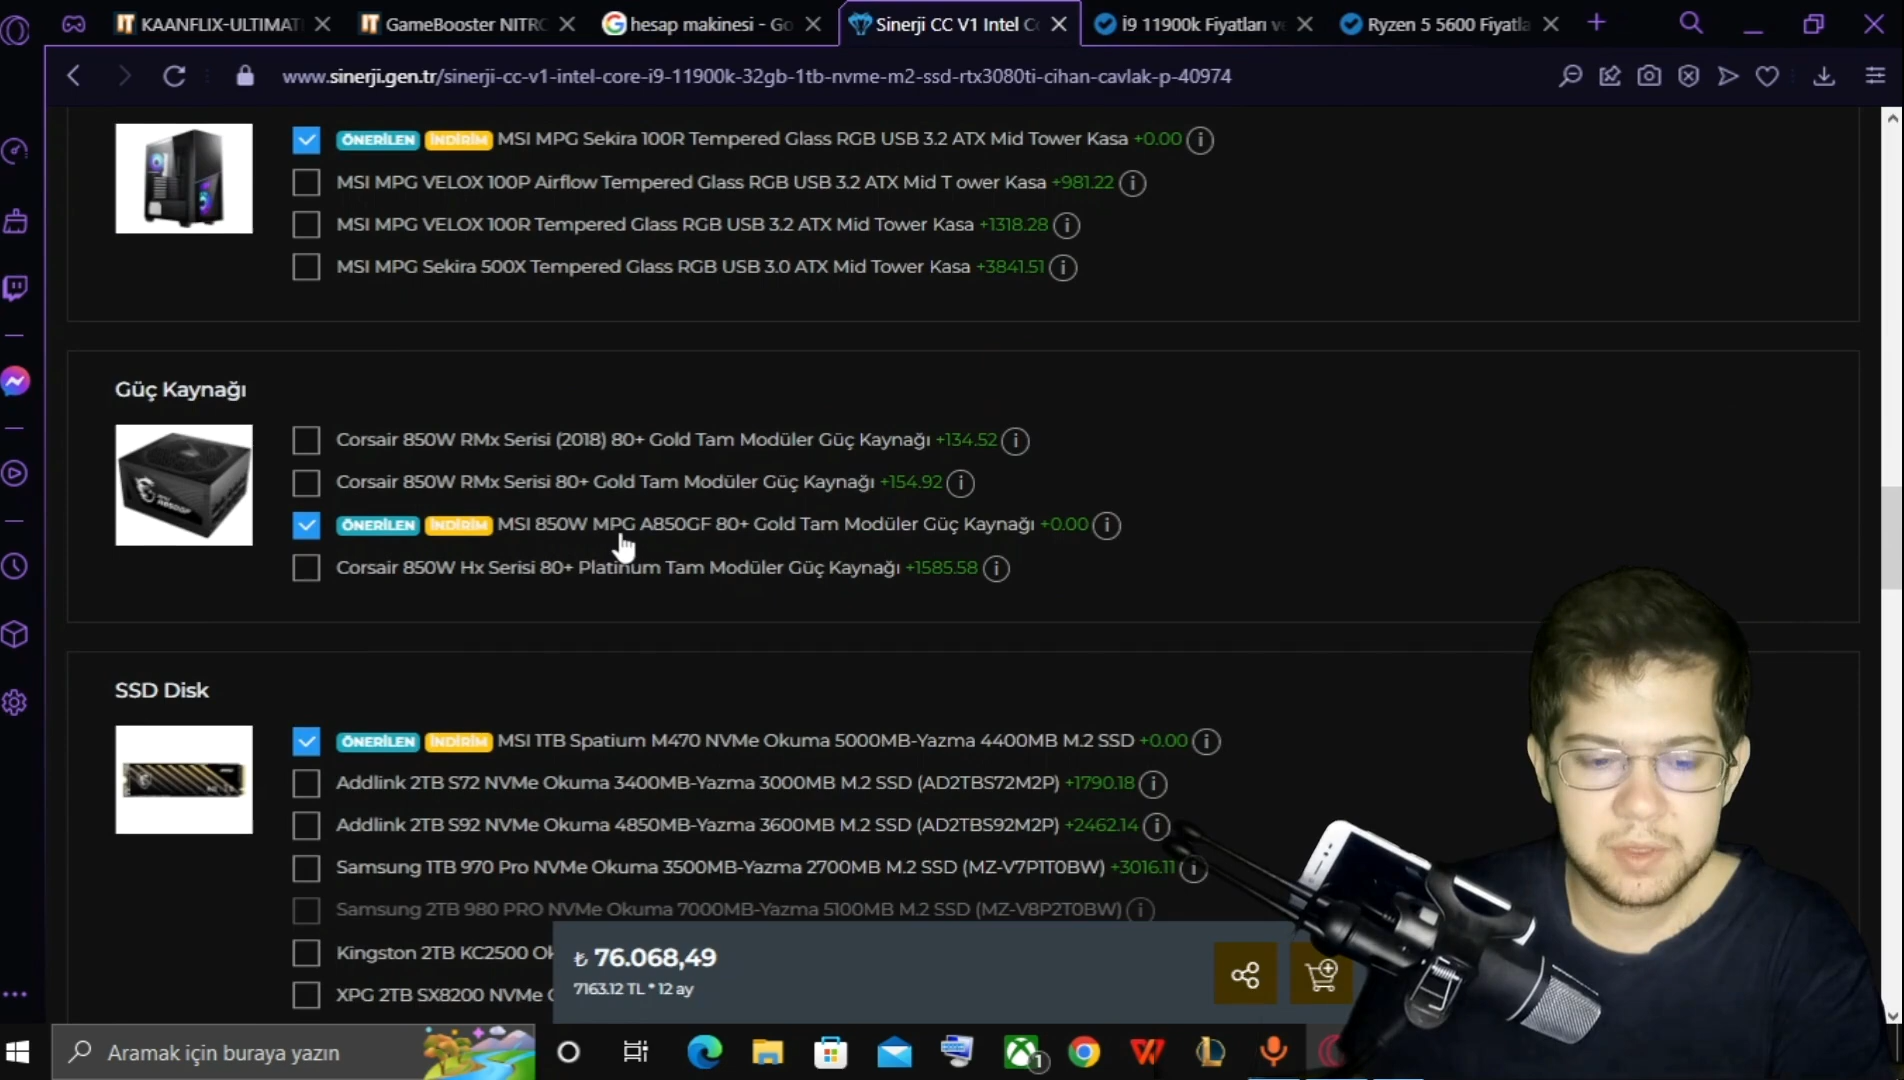 KAANFLIX-ULTIMAT
GameBooster NITRO
hesap makinesi - Go
Sinerji CC V1 Intel Co
İ9 11900k Fiyatları ve
Ryzen 5 5600 Fiyatla
www.sinerji.gen.tr/sinerji-cc-v1-intel-core-i9-11900k-32gb-1tb-nvme-m2-ssd-rtx3080ti-cihan-cavlak-p-40974
ÖNERİLEN İNDİRİM MSI MPG Sekira 100R Tempered Glass RGB USB 3.2 ATX Mid Tower Kasa +0.00
MSI MPG VELOX 100P Airflow Tempered Glass RGB USB 3.2 ATX Mid T ower Kasa +981.22
MSI MPG VELOX 100R Tempered Glass RGB USB 3.2 ATX Mid Tower Kasa +1318.28
MSI MPG Sekira 500X Tempered Glass RGB USB 3.0 ATX Mid Tower Kasa +3841.51
Güç Kaynağı
Corsair 850W RMx Serisi (2018) 80+ Gold Tam Modüler Güç Kaynağı +134.52
Corsair 850W RMx Serisi 80+ Gold Tam Modüler Güç Kaynağı +154.92
ÖNERİLEN İNDİRİM MSI 850W MPG A850GF 80+ Gold Tam Modüler Güç Kaynağı +0.00
Corsair 850W Hx Serisi 80+ Platinum Tam Modüler Güç Kaynağı +1585.58
SSD Disk
ÖNERİLEN İNDİRİM MSI 1TB Spatium M470 NVMe Okuma 5000MB-Yazma 4400MB M.2 SSD +0.00
Addlink 2TB S72 NVMe Okuma 3400MB-Yazma 3000MB M.2 SSD (AD2TBS72M2P) +1790.18
Addlink 2TB S92 NVMe Okuma 4850MB-Yazma 3600MB M.2 SSD (AD2TBS92M2P) +2462.14
Samsung 1TB 970 Pro NVMe Okuma 3500MB-Yazma 2700MB M.2 SSD (MZ-V7P1T0BW) +3016.11
Samsung 2TB 980 PRO NVMe Okuma 7000MB-Yazma 5100MB M.2 SSD (MZ-V8P2T0BW)
Kingston 2TB KC2500 Ok
XPG 2TB SX8200 NVMe
₺ 76.068,49
7163.12 TL * 12 ay
Aramak için buraya yazın
1